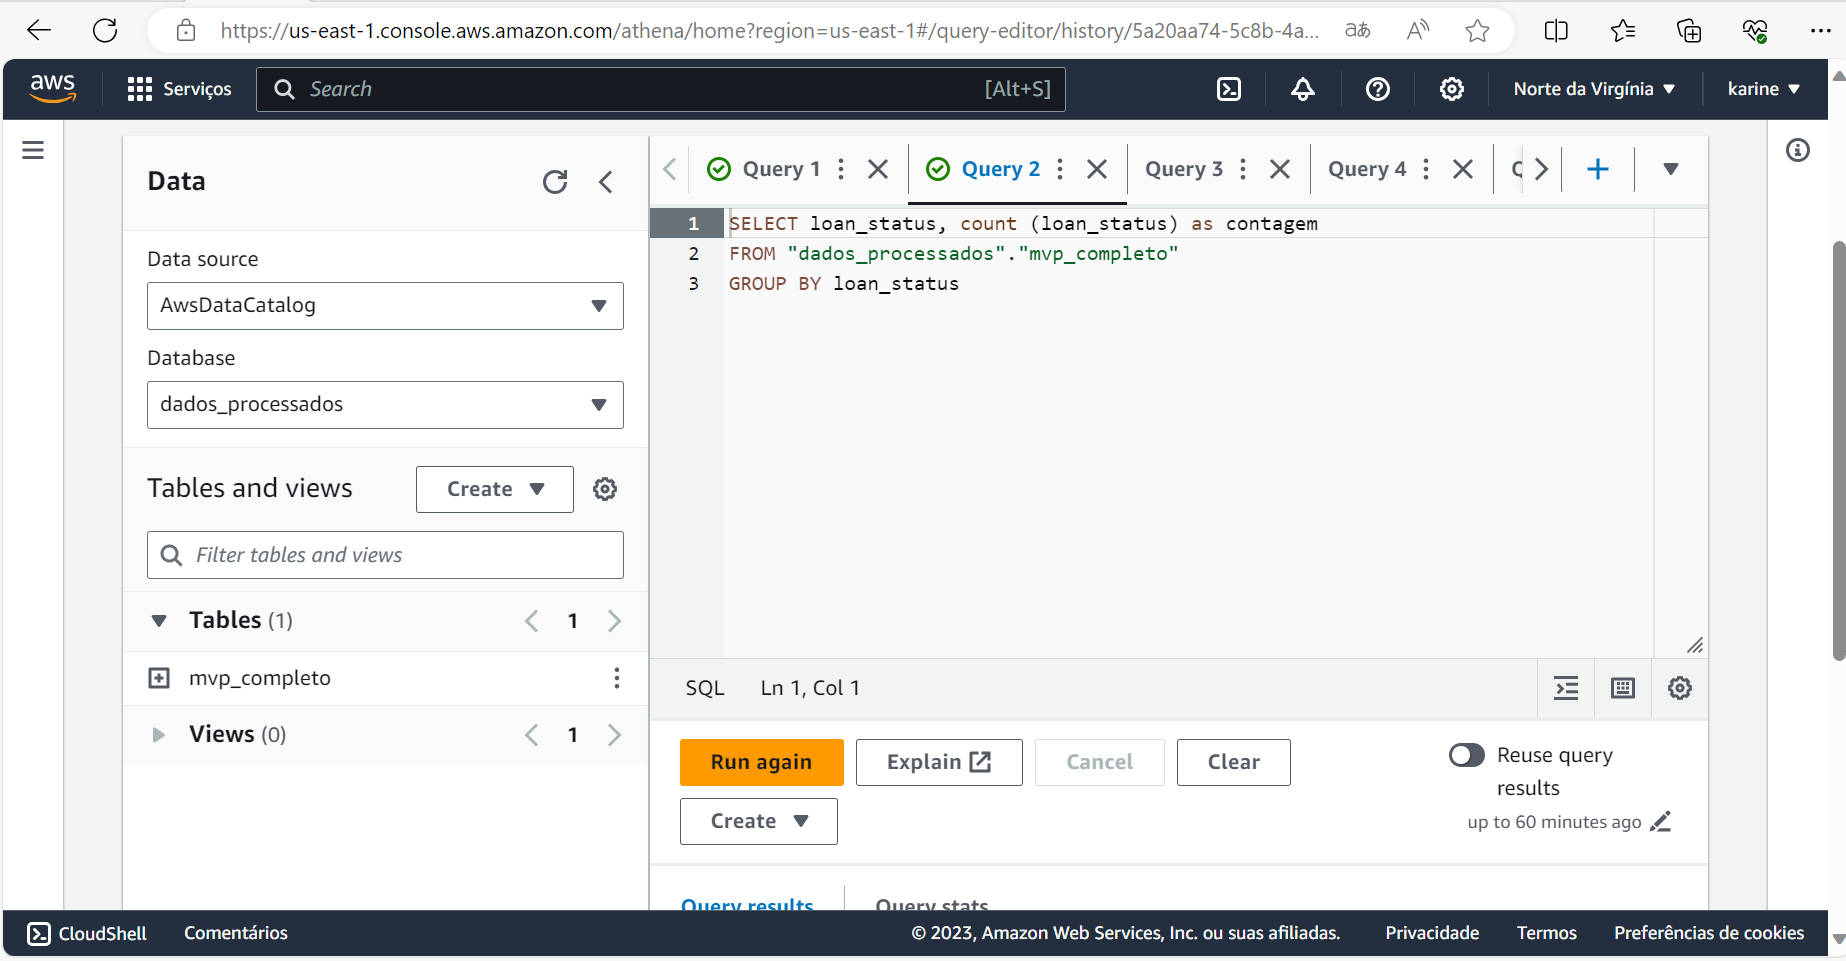 https://us-east-1.console.aws.amazon.com/athena/home?region=us-east-1#/query-editor/history/5a20aa74-5c8b-4a...
aws
Serviços
Search
[Alt+S]
Norte da Virgínia
karine
Data
Data source
AwsDataCatalog
Database
dados_processados
Tables and views
Create
Filter tables and views
Tables (1)
1
mvp_completo
Views (0)
1
Query 1
Query 2
Query 3
Query 4
1 SELECT loan_status, count (loan_status) as contagem
2 FROM "dados_processados"."mvp_completo"
3 GROUP BY loan_status
SQL
Ln 1, Col 1
Run again
Explain
Cancel
Clear
Create
Reuse query
results
up to 60 minutes ago
Query results
Query stats
CloudShell
Comentários
© 2023, Amazon Web Services, Inc. ou suas afiliadas.
Privacidade
Termos
Preferências de cookies